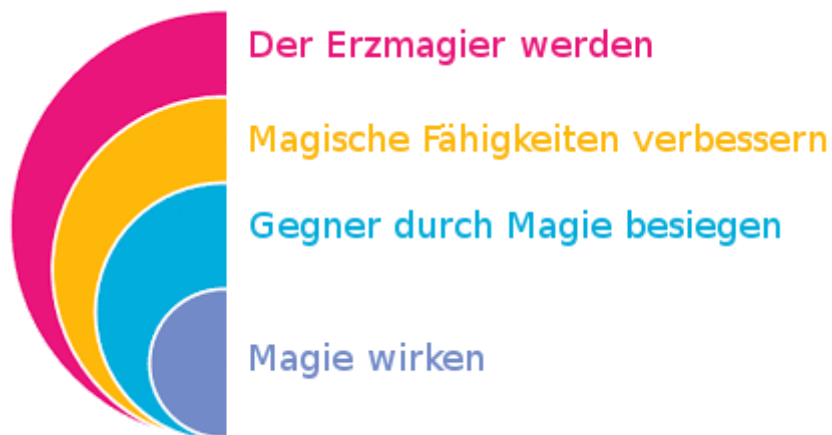 Der Erzmagier werden
Magische Fähigkeiten verbessern
Gegner durch Magie besiegen
Magie wirken